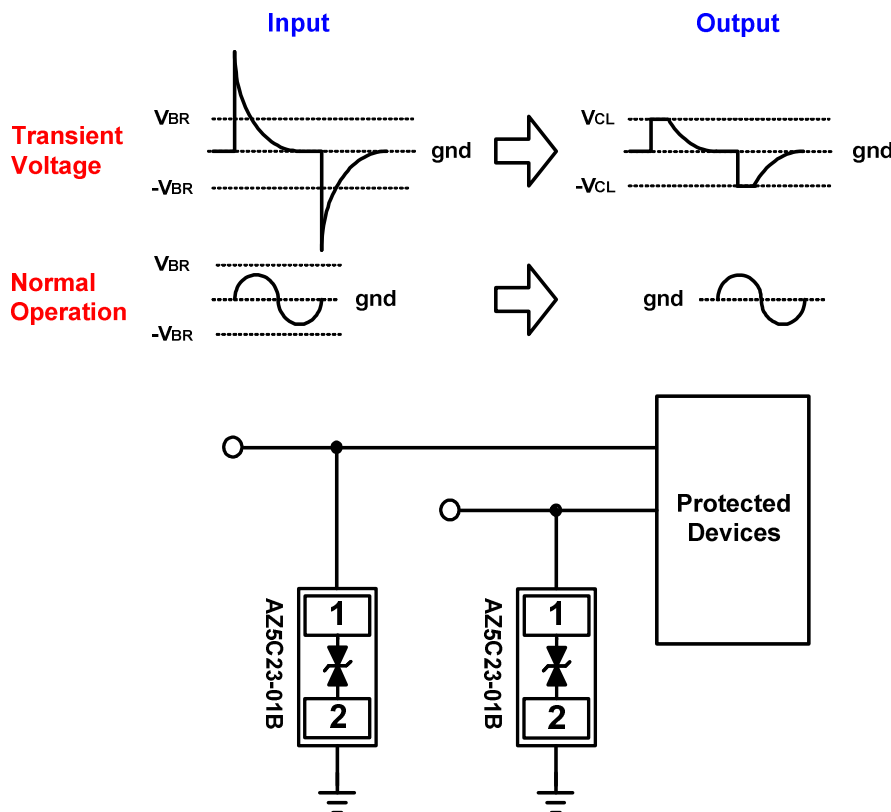 Input
Output
VBR
VCL
Transient
Voltage
gnd
gnd
-VBR
-VCL
VBR
Normal
Operation
gnd
gnd
-VBR
Protected
Devices
AZ5C23-01B
1
2
AZ5C23-01B
1
2